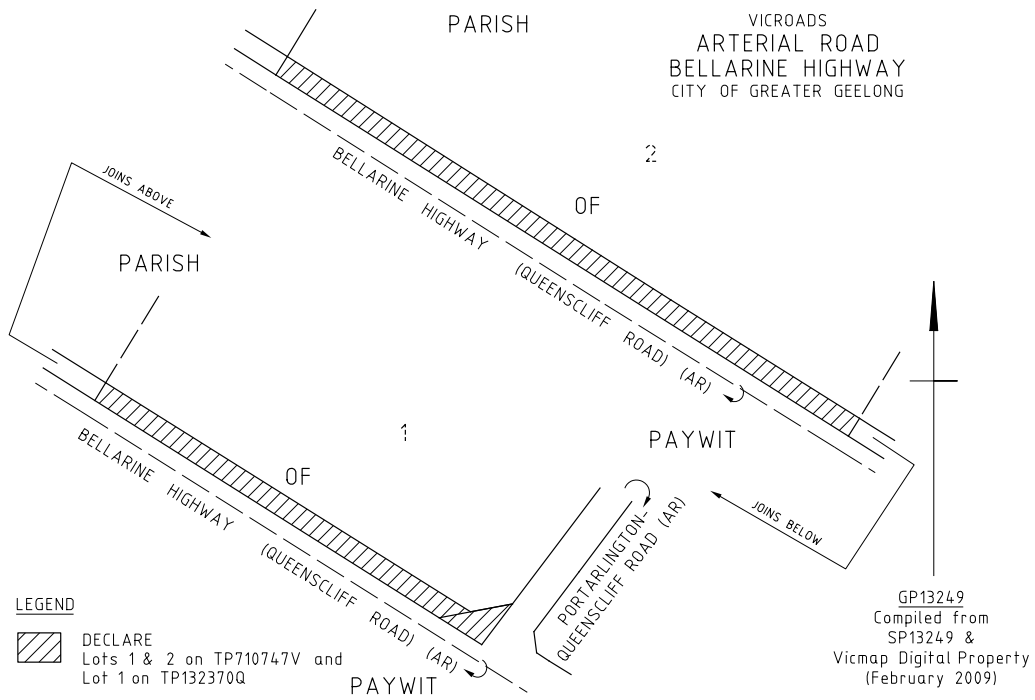 PARISH
VICROADS
ARTERIAL ROAD
BELLARINE HIGHWAY
CITY OF GREATER GEELONG
2
BELLARINE HIGHWAY (QUEENSCLIFF ROAD) (AR)
OF
JOINS ABOVE
PARISH
1
PAYWIT
OF
BELLARINE HIGHWAY (QUEENSCLIFF ROAD) (AR)
PORTARLINGTON-
QUEENSCLIFF ROAD (AR)
JOINS BELOW
LEGEND
DECLARE
Lots 1 & 2 on TP710747V and
Lot 1 on TP132370Q
PAYWIT
GP13249
Compiled from
SP13249 &
Vicmap Digital Property
(February 2009)